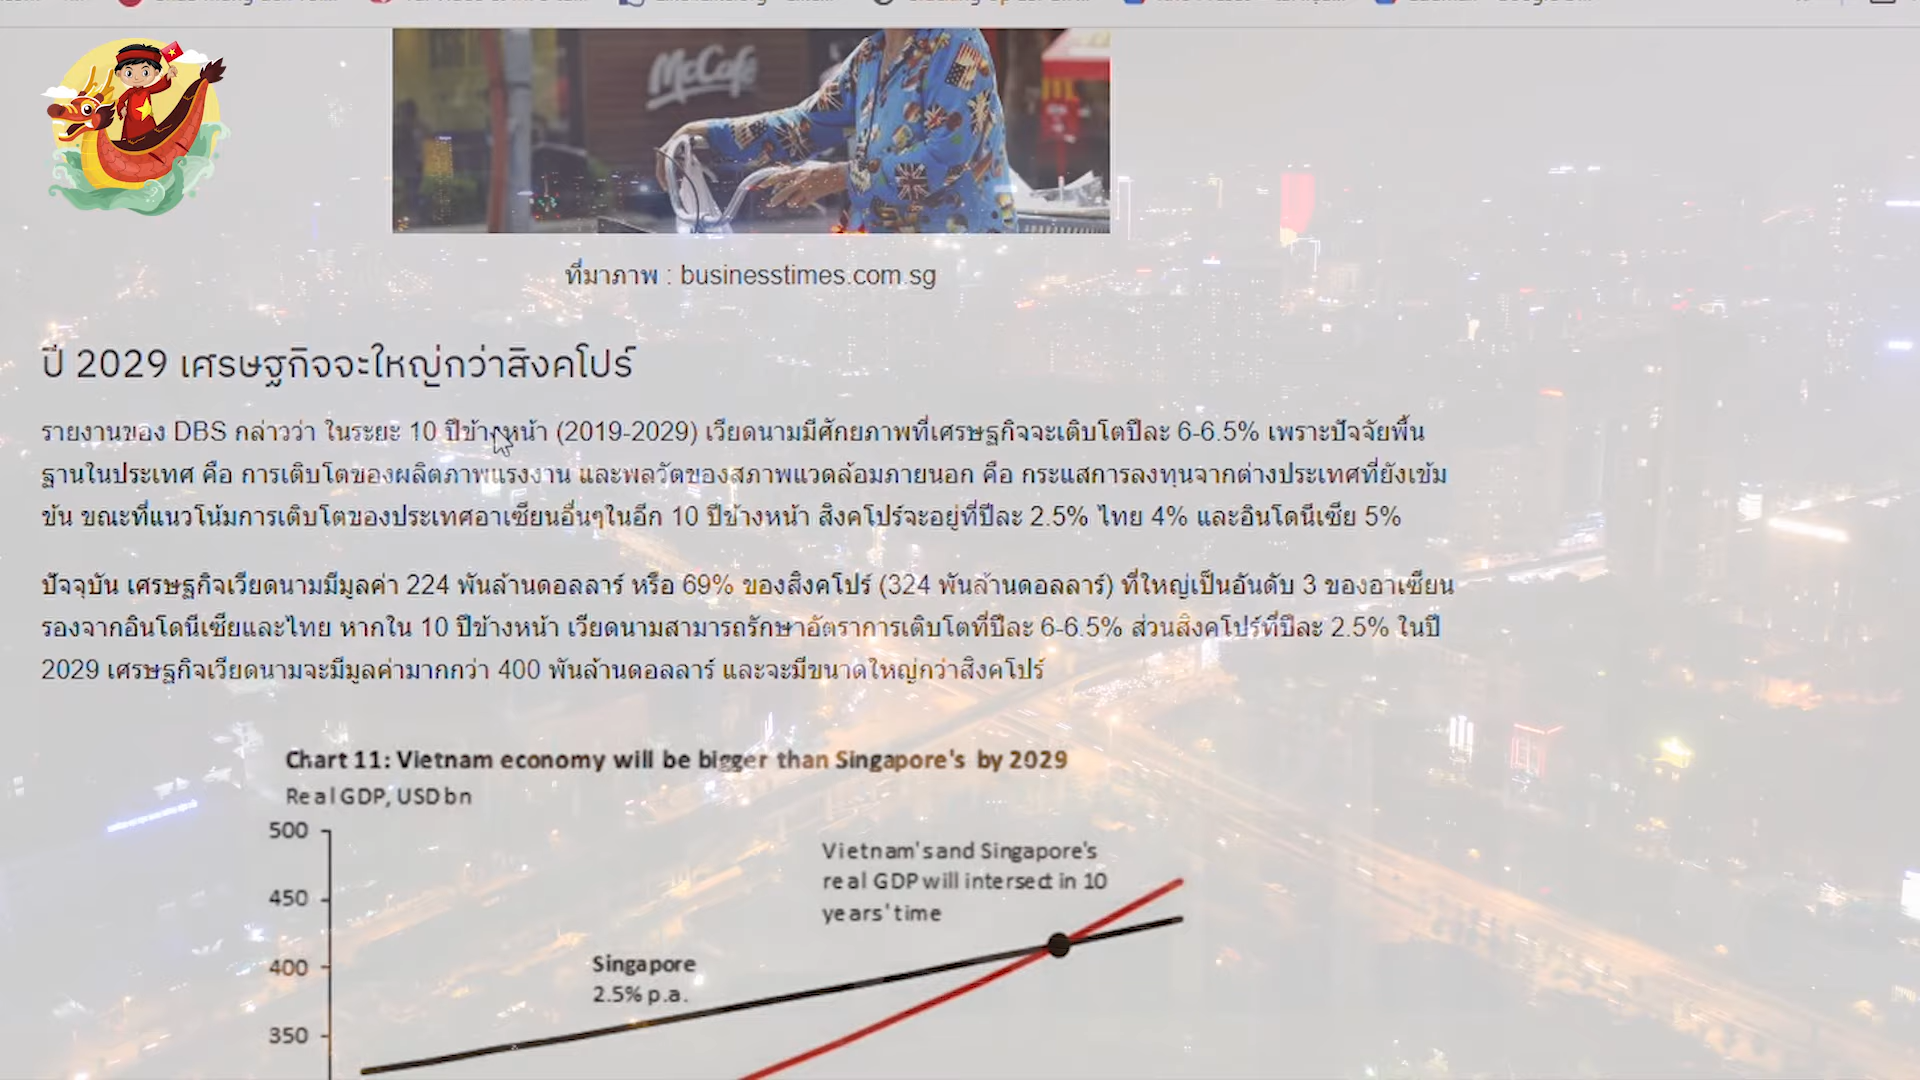 McCafe
ที่มาภาพ : businesstimes.com.sg
ปี 2029 เศรษฐกิจจะใหญ่กว่าสิงคโปร์
รายงานของ DBS กล่าวว่า ในระยะ 10 ปีข้างหน้า (2019-2029) เวียดนามมีศักยภาพที่เศรษฐกิจจะเติบโตปีละ 6-6.5% เพราะปัจจัยพื้น
ฐานในประเทศ คือ การเติบโตของผลิตภาพแรงงาน และพลวัตของสภาพแวดล้อมภายนอก คือ กระแสการลงทุนจากต่างประเทศที่ยังเข้ม
ข้น ขณะที่แนวโน้มการเติบโตของประเทศอาเซียนอื่นๆในอีก 10 ปีข้างหน้า สิงคโปร์จะอยู่ที่ปีละ 2.5% ไทย 4% และอินโดนีเซีย 5%
ปัจจุบัน เศรษฐกิจเวียดนามมีมูลค่า 224 พันล้านดอลลาร์ หรือ 69% ของสิงคโปร์ (324 พันล้านดอลลาร์) ที่ใหญ่เป็นอันดับ 3 ของอาเซียน
รองจากอินโดนีเซียและไทย หากใน 10 ปีข้างหน้า เวียดนามสามารถรักษาอัตราการเติบโตที่ปีละ 6-6.5% ส่วนสิงคโปร์ที่ปีละ 2.5% ในปี
2029 เศรษฐกิจเวียดนามจะมีมูลค่ามากกว่า 400 พันล้านดอลลาร์ และจะมีขนาดใหญ่กว่าสิงคโปร์
Chart 11: Vietnam economy will be bigger than Singapore's by 2029
Real GDP, USD bn
500
Vietnam's and Singapore's
real GDP will intersect in 10
450
years' time
400
Singapore
2.5% p.a.
350